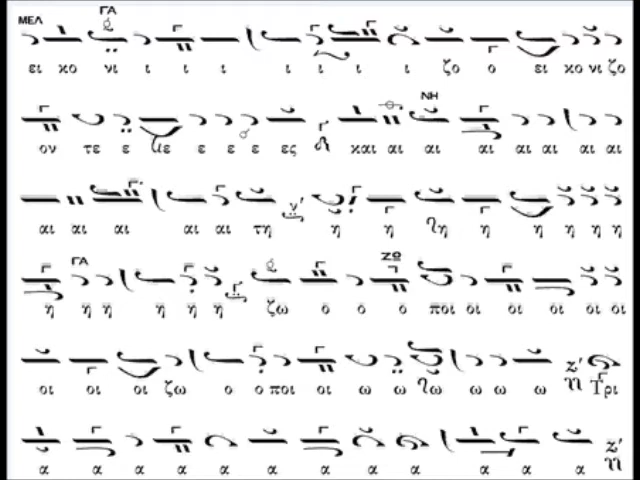 ΜΕΛ ΓΑ
ει κο νι ι ι ι ι ι ι ι ζο ο ει κο νι ζο
ΝΗ
ον τε ε με ε ε ε ες και αι αι αι αι αι αι αι
αι αι αι αι αι τη η η η η η η η η
ΓΑ ΖΩ
η η η η η η ζω ο ο ο ποι οι οι οι οι οι
οι οι οι ζω ο ο ποι οι ω ω ω ω ω ω Τρι
α α α α α α α α α α α α